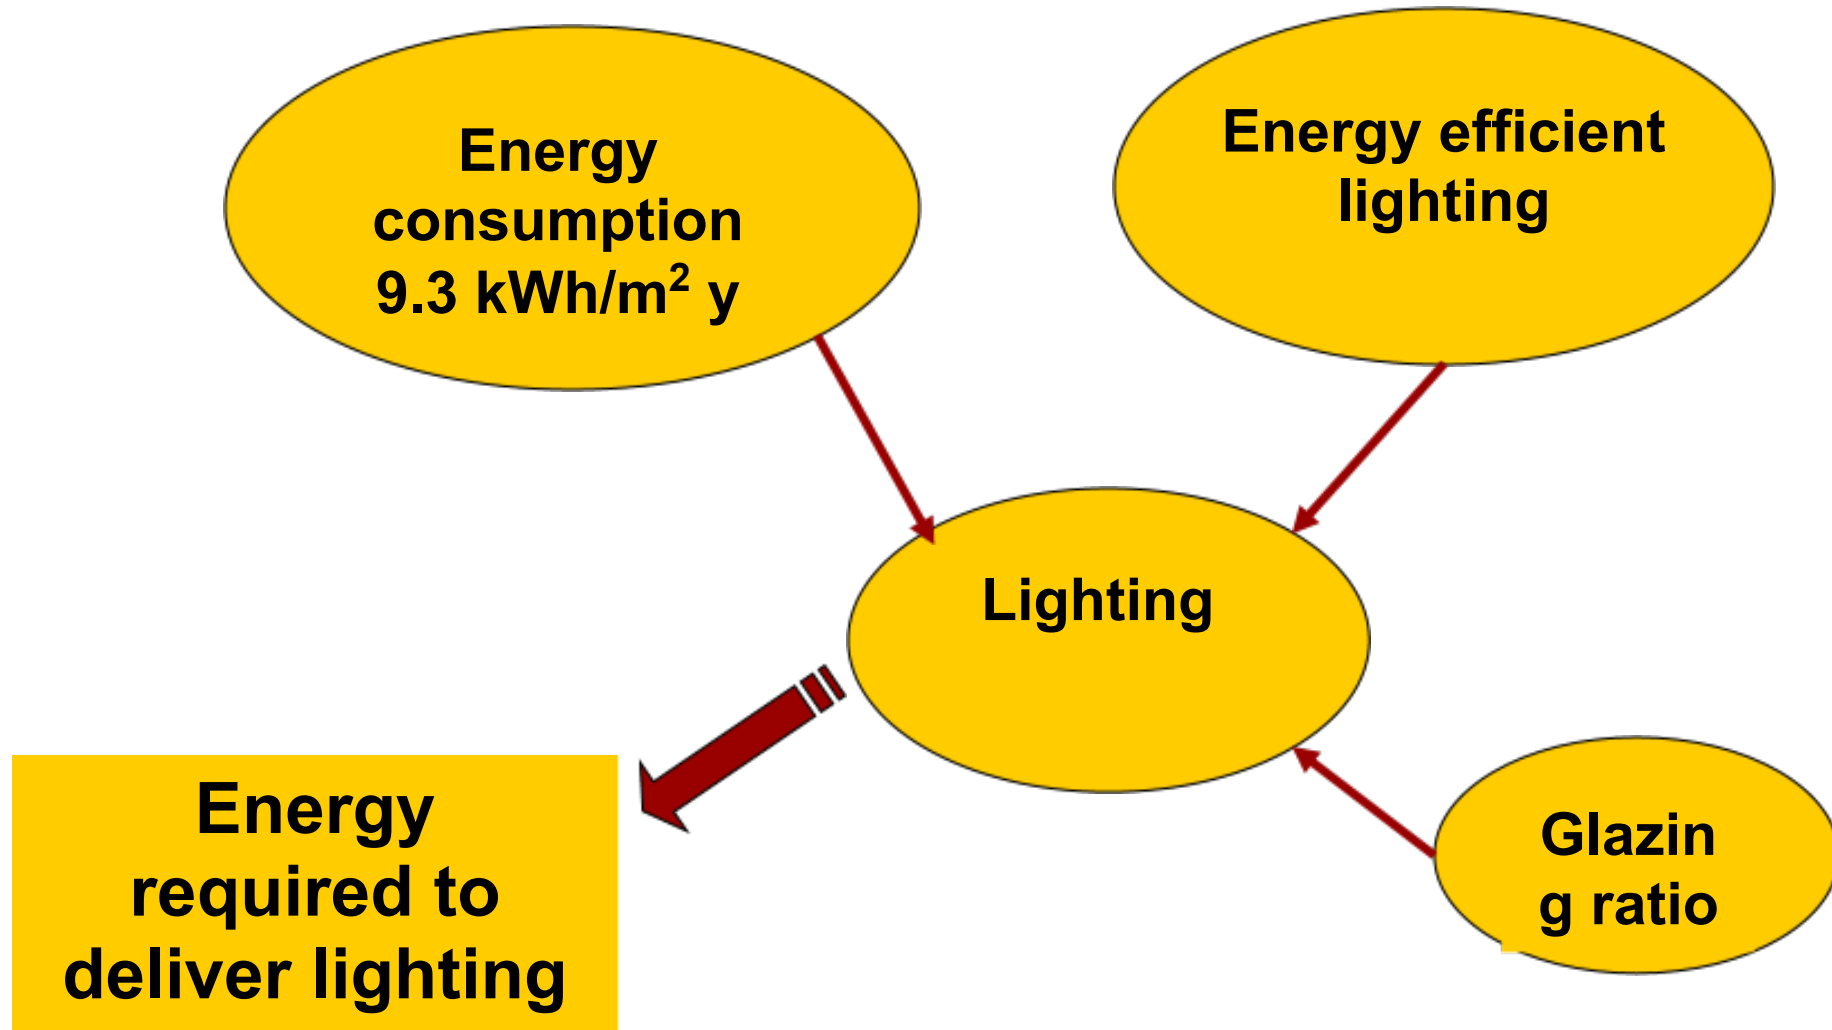 Energy
consumption
9.3 kWh/m² y
Energy efficient
lighting
Lighting
Energy
required to
deliver lighting
Glazin
g ratio